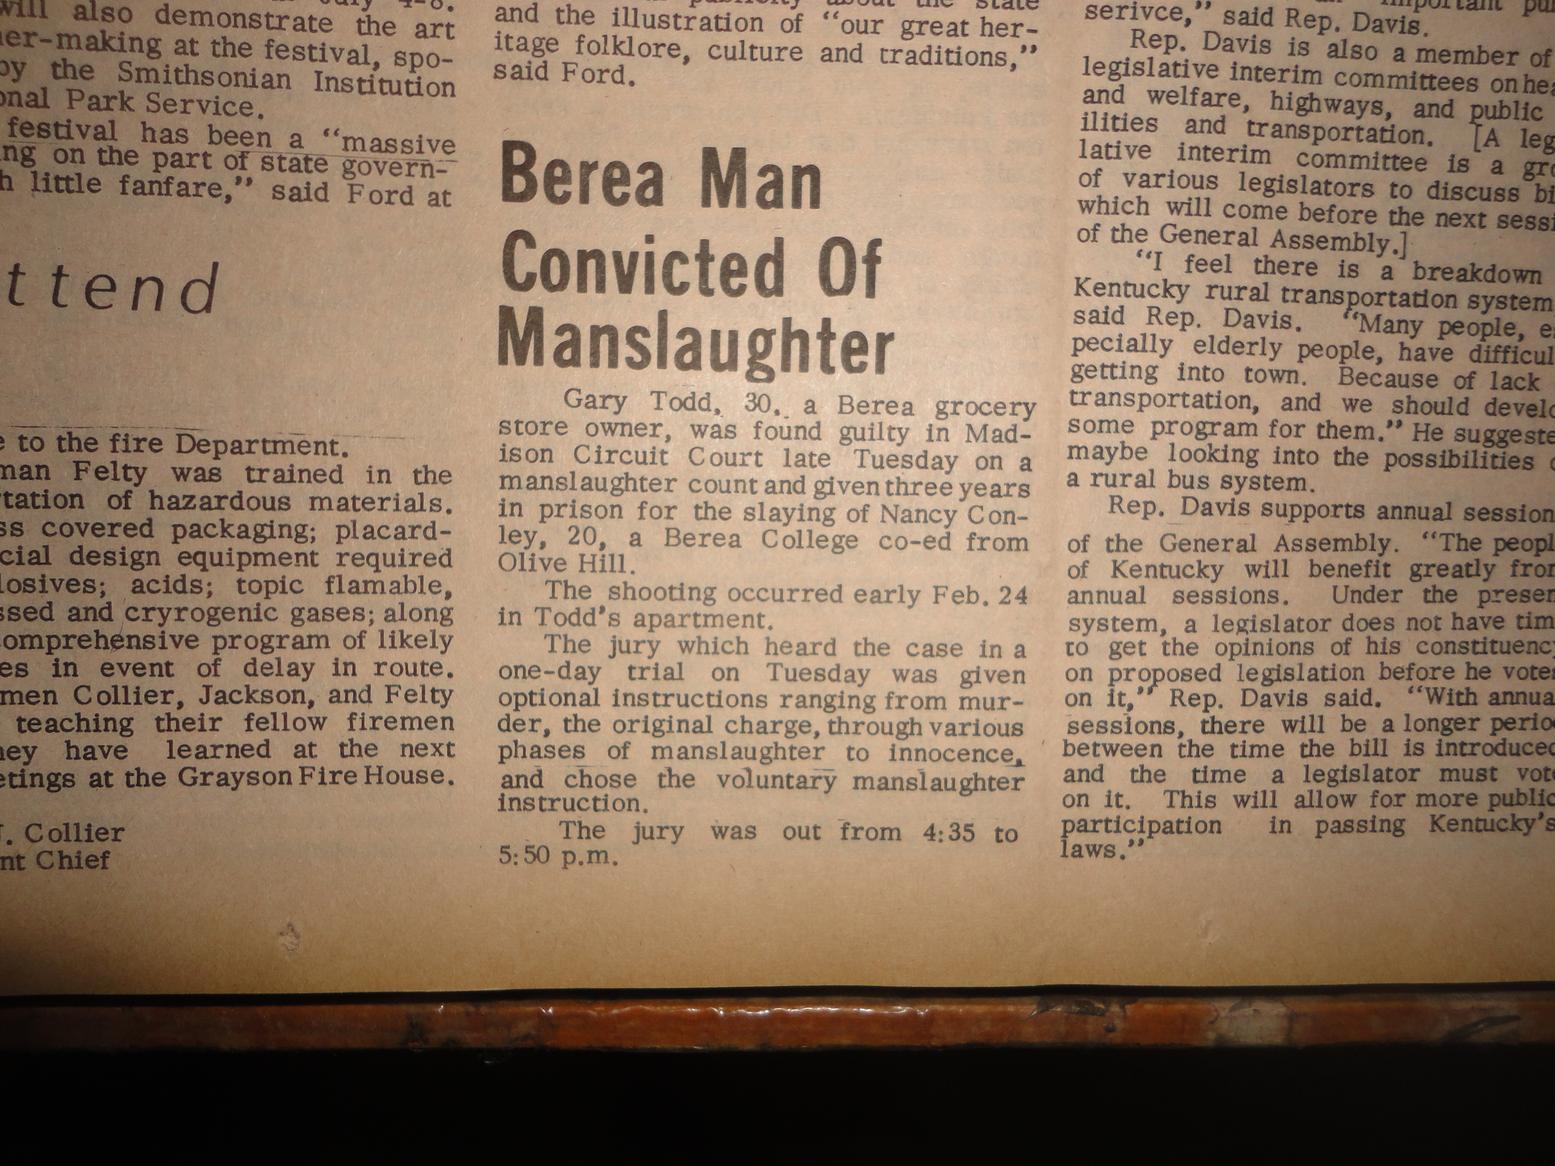 will also demonstrate the art
er-making at the festival, spo-
by the Smithsonian Institution
onal Park Service.
festival has been a “massive
ng on the part of state govern-
h little fanfare,” said Ford at
ttend
e to the fire Department.
man Felty was trained in the
tation of hazardous materials.
ss covered packaging; placard-
cial design equipment required
losives; acids; topic flamable,
ssed and cryrogenic gases; along
omprehensive program of likely
es in event of delay in route.
men Collier, Jackson, and Felty
teaching their fellow firemen
hey have learned at the next
etings at the Grayson Fire House.
J. Collier
nt Chief
and the illustration of “our great her-
itage folklore, culture and traditions,”
said Ford.
Berea Man
Convicted Of
Manslaughter
Gary Todd, 30, a Berea grocery
store owner, was found guilty in Mad-
ison Circuit Court late Tuesday on a
manslaughter count and given three years
in prison for the slaying of Nancy Con-
ley, 20, a Berea College co-ed from
Olive Hill.
The shooting occurred early Feb. 24
in Todd’s apartment.
The jury which heard the case in a
one-day trial on Tuesday was given
optional instructions ranging from mur-
der, the original charge, through various
phases of manslaughter to innocence,
and chose the voluntary manslaughter
instruction.
The jury was out from 4:35 to
5:50 p.m.
serivce,” said Rep. Davis.
Rep. Davis is also a member of
legislative interim committees on hea
and welfare, highways, and public
ilities and transportation. [A leg
lative interim committee is a gro
of various legislators to discuss bi
which will come before the next sessi
of the General Assembly.]
“I feel there is a breakdown
Kentucky rural transportation system
said Rep. Davis. “Many people, e
pecially elderly people, have difficul
getting into town. Because of lack
transportation, and we should develo
some program for them.” He suggeste
maybe looking into the possibilities o
a rural bus system.
Rep. Davis supports annual session
of the General Assembly. “The peopl
of Kentucky will benefit greatly from
annual sessions. Under the presen
system, a legislator does not have tim
to get the opinions of his constituenc
on proposed legislation before he vote
on it,” Rep. Davis said. “With annua
sessions, there will be a longer perio
between the time the bill is introduced
and the time a legislator must vote
on it. This will allow for more public
participation in passing Kentucky’s
laws.”